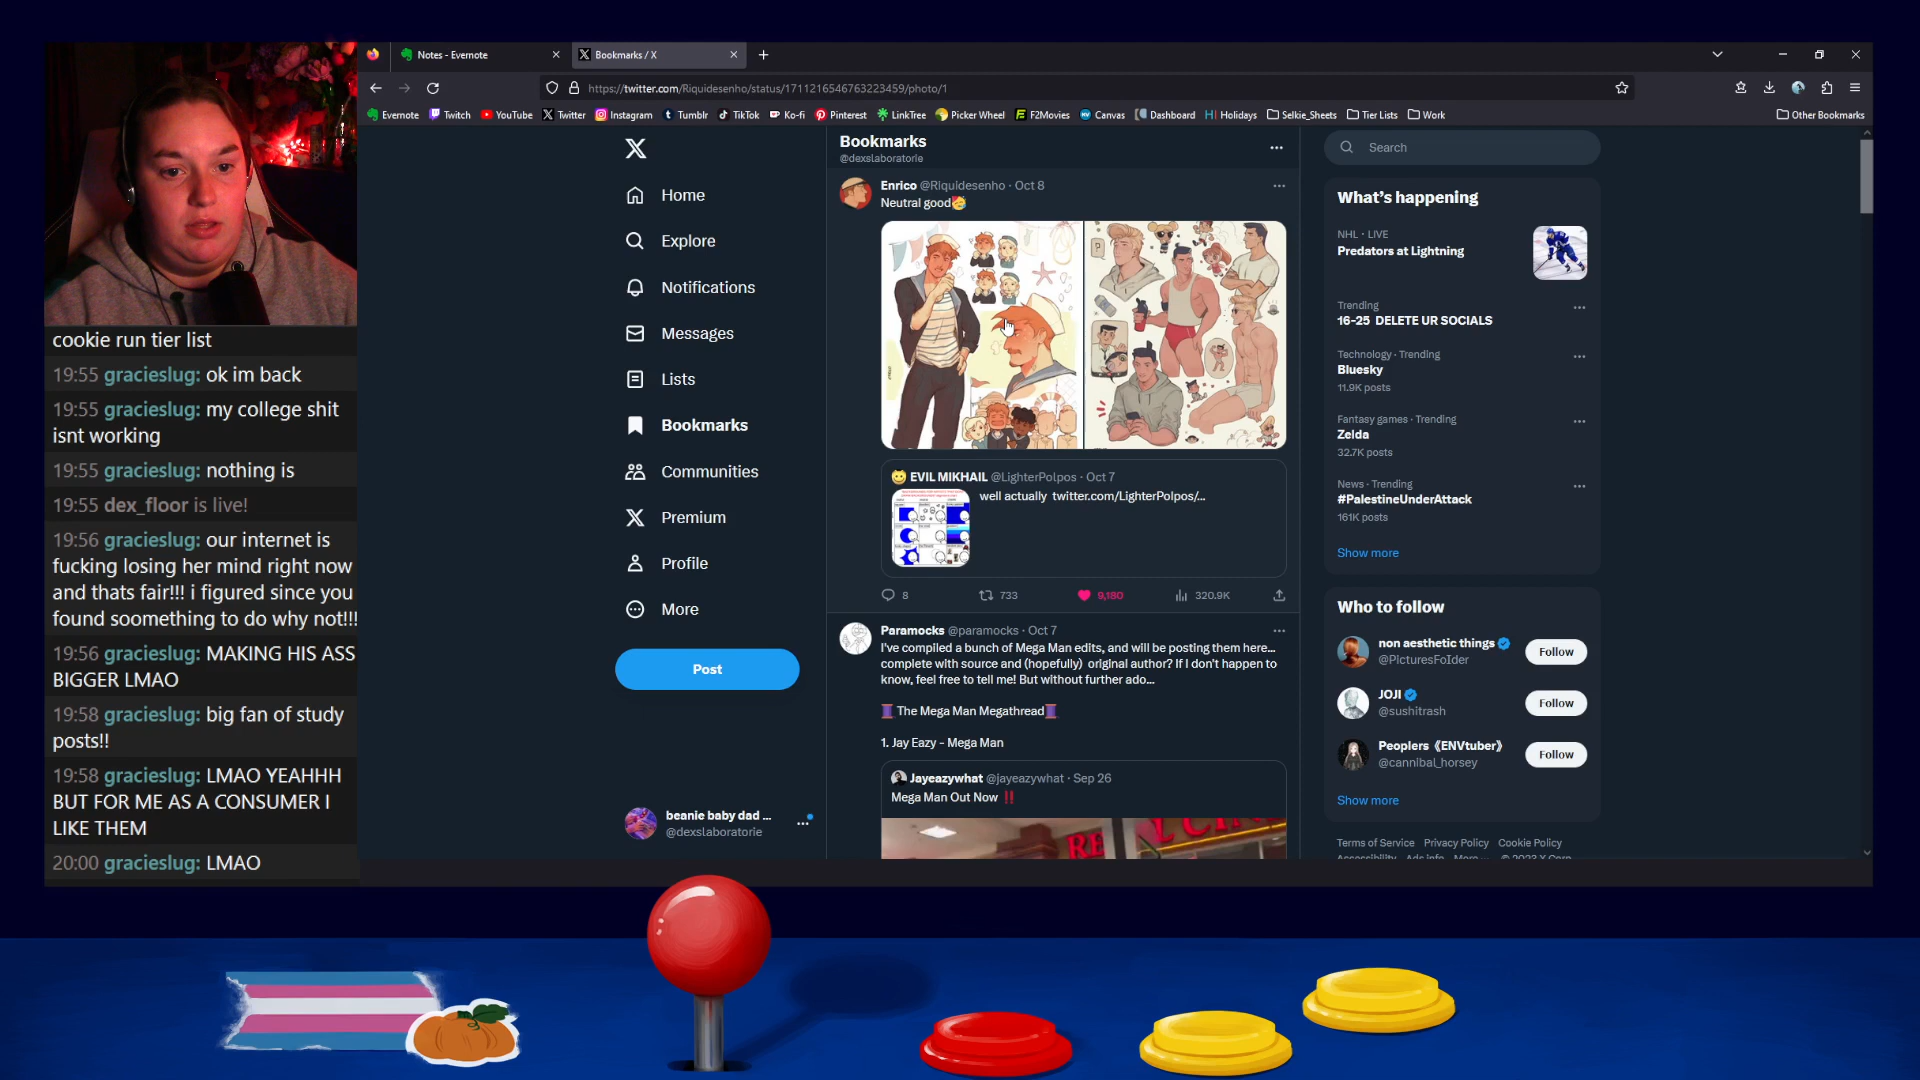 Notes - Evernote
Bookmarks / X
https://twitter.com/Riquidesenho/status/1711216546763223459/photo/1
Evernote
Twitch
YouTube
Twitter
Instagram
Tumblr
TikTok
Ko-fi
Pinterest
LinkTree
Picker Wheel
F2Movies
Canvas
Dashboard
Holidays
Selkie_Sheets
Tier Lists
Work
Other Bookmarks
cookie run tier list
19:55 gracieslug: ok im back
19:55 gracieslug: my college shit
isnt working
19:55 gracieslug: nothing is
19:55 dex_floor is live!
19:56 gracieslug: our internet is
fucking losing her mind right now
and thats fair!!! i figured since you
found soomething to do why not!!!
19:56 gracieslug: MAKING HIS ASS
BIGGER LMAO
19:58 gracieslug: big fan of study
posts!!
19:58 gracieslug: LMAO YEAHHH
BUT FOR ME AS A CONSUMER I
LIKE THEM
20:00 gracieslug: LMAO
Home
Explore
Notifications
Messages
Lists
Bookmarks
Communities
Premium
Profile
More
Post
beanie baby dad ...
@dexslaboratorie
Bookmarks
@dexslaboratorie
Enrico @Riquidesenho · Oct 8
Neutral good🥳
EVIL MIKHAIL @LighterPolpos · Oct 7
well actually twitter.com/LighterPolpos/...
8
733
9,180
320.9K
Paramocks @paramocks · Oct 7
I've compiled a bunch of Mega Man edits, and will be posting them here...
complete with source and (hopefully) original author? If I don't happen to
know, feel free to tell me! But without further ado...
🧵 The Mega Man Megathread🧵
1. Jay Eazy - Mega Man
Jayeazywhat @jayeazywhat · Sep 26
Mega Man Out Now ‼️
Search
What's happening
NHL · LIVE
Predators at Lightning
Trending
16-25 DELETE UR SOCIALS
Technology · Trending
Bluesky
11.9K posts
Fantasy games · Trending
Zelda
32.7K posts
News · Trending
#PalestineUnderAttack
161K posts
Show more
Who to follow
non aesthetic things
@PicturesFoIder
Follow
JOJI
@sushitrash
Follow
Peoplers《ENVtuber》
@cannibal_horsey
Follow
Show more
Terms of Service Privacy Policy Cookie Policy
Accessibility Ads info More... © 2023 X Corp.